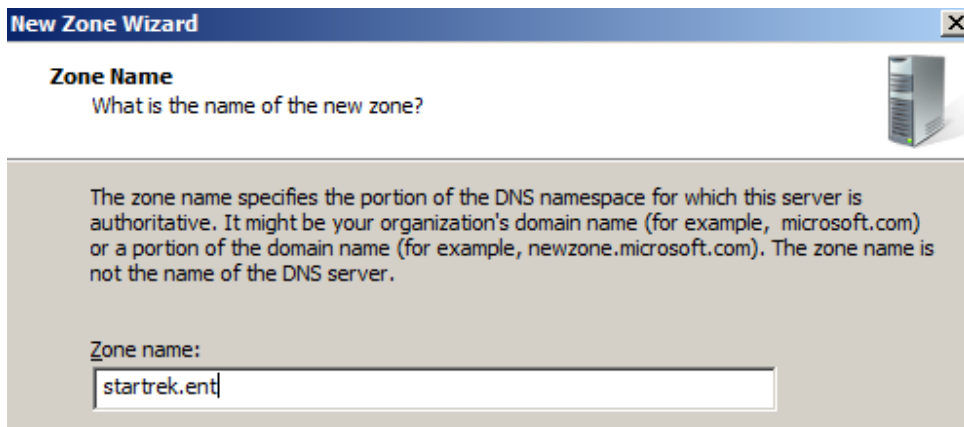 New Zone Wizard
Zone Name
What is the name of the new zone?
The zone name specifies the portion of the DNS namespace for which this server is
authoritative. It might be your organization's domain name (for example, microsoft.com)
or a portion of the domain name (for example, newzone.microsoft.com). The zone name is
not the name of the DNS server.
Zone name:
startrek.ent